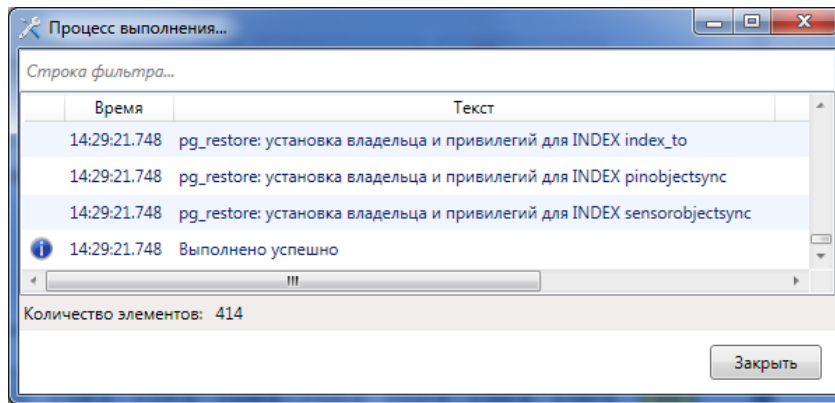 Процесс выполнения...
Строка фильтра...
Время Текст
14:29:21.748 pg_restore: установка владельца и привилегий для INDEX index_to
14:29:21.748 pg_restore: установка владельца и привилегий для INDEX pinobjectsync
14:29:21.748 pg_restore: установка владельца и привилегий для INDEX sensorobjectsync
14:29:21.748 Выполнено успешно
Количество элементов: 414
Закрыть